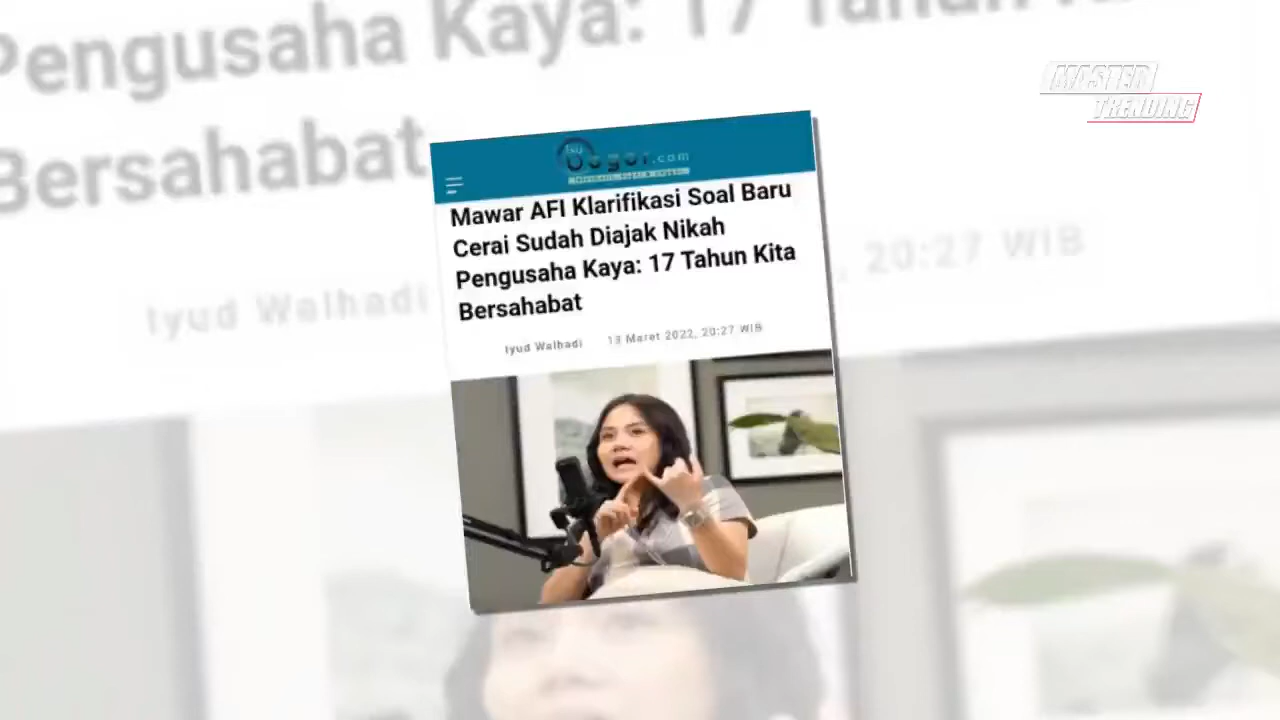 Pengusaha Kaya: 17 Tahun
Bersahabat
Iyud Walhadi
, 20:27 WIB
MASTER
TRENDING
bogor.com
Mawar AFI Klarifikasi Soal Baru
Cerai Sudah Diajak Nikah
Pengusaha Kaya: 17 Tahun Kita
Bersahabat
Iyud Walhadi 13 Maret 2022, 20:27 WIB